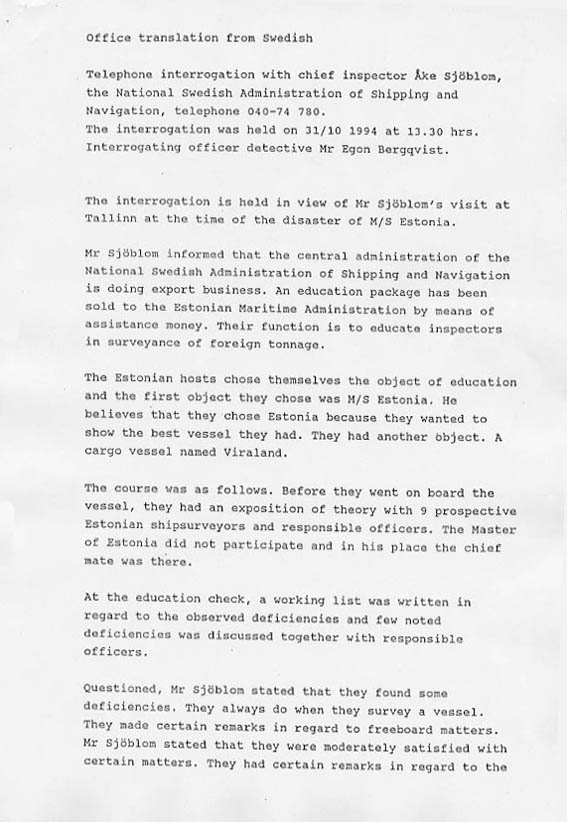 Office translation from Swedish
Telephone interrogation with chief inspector Åke Sjöblom,
the National Swedish Administration of Shipping and
Navigation, telephone 040-74 780.
The interrogation was held on 31/10 1994 at 13.30 hrs.
Interrogating officer detective Mr Egon Bergqvist.
The interrogation is held in view of Mr Sjöblom's visit at
Tallinn at the time of the disaster of M/S Estonia.
Mr Sjöblom informed that the central administration of the
National Swedish Administration of Shipping and Navigation
is doing export business. An education package has been
sold to the Estonian Maritime Administration by means of
assistance money. Their function is to educate inspectors
in surveyance of foreign tonnage.
The Estonian hosts chose themselves the object of education
and the first object they chose was M/S Estonia. He
believes that they chose Estonia because they wanted to
show the best vessel they had. They had another object. A
cargo vessel named Viraland.
The course was as follows. Before they went on board the
vessel, they had an exposition of theory with 9 prospective
Estonian shipsurveyors and responsible officers. The Master
of Estonia did not participate and in his place the chief
mate was there.
At the education check, a working list was written in
regard to the observed deficiencies and few noted
deficiencies was discussed together with responsible
officers.
Questioned, Mr Sjöblom stated that they found some
deficiencies. They always do when they survey a vessel.
They made certain remarks in regard to freeboard matters.
Mr Sjöblom stated that they were moderately satisfied with
certain matters. They had certain remarks in regard to the